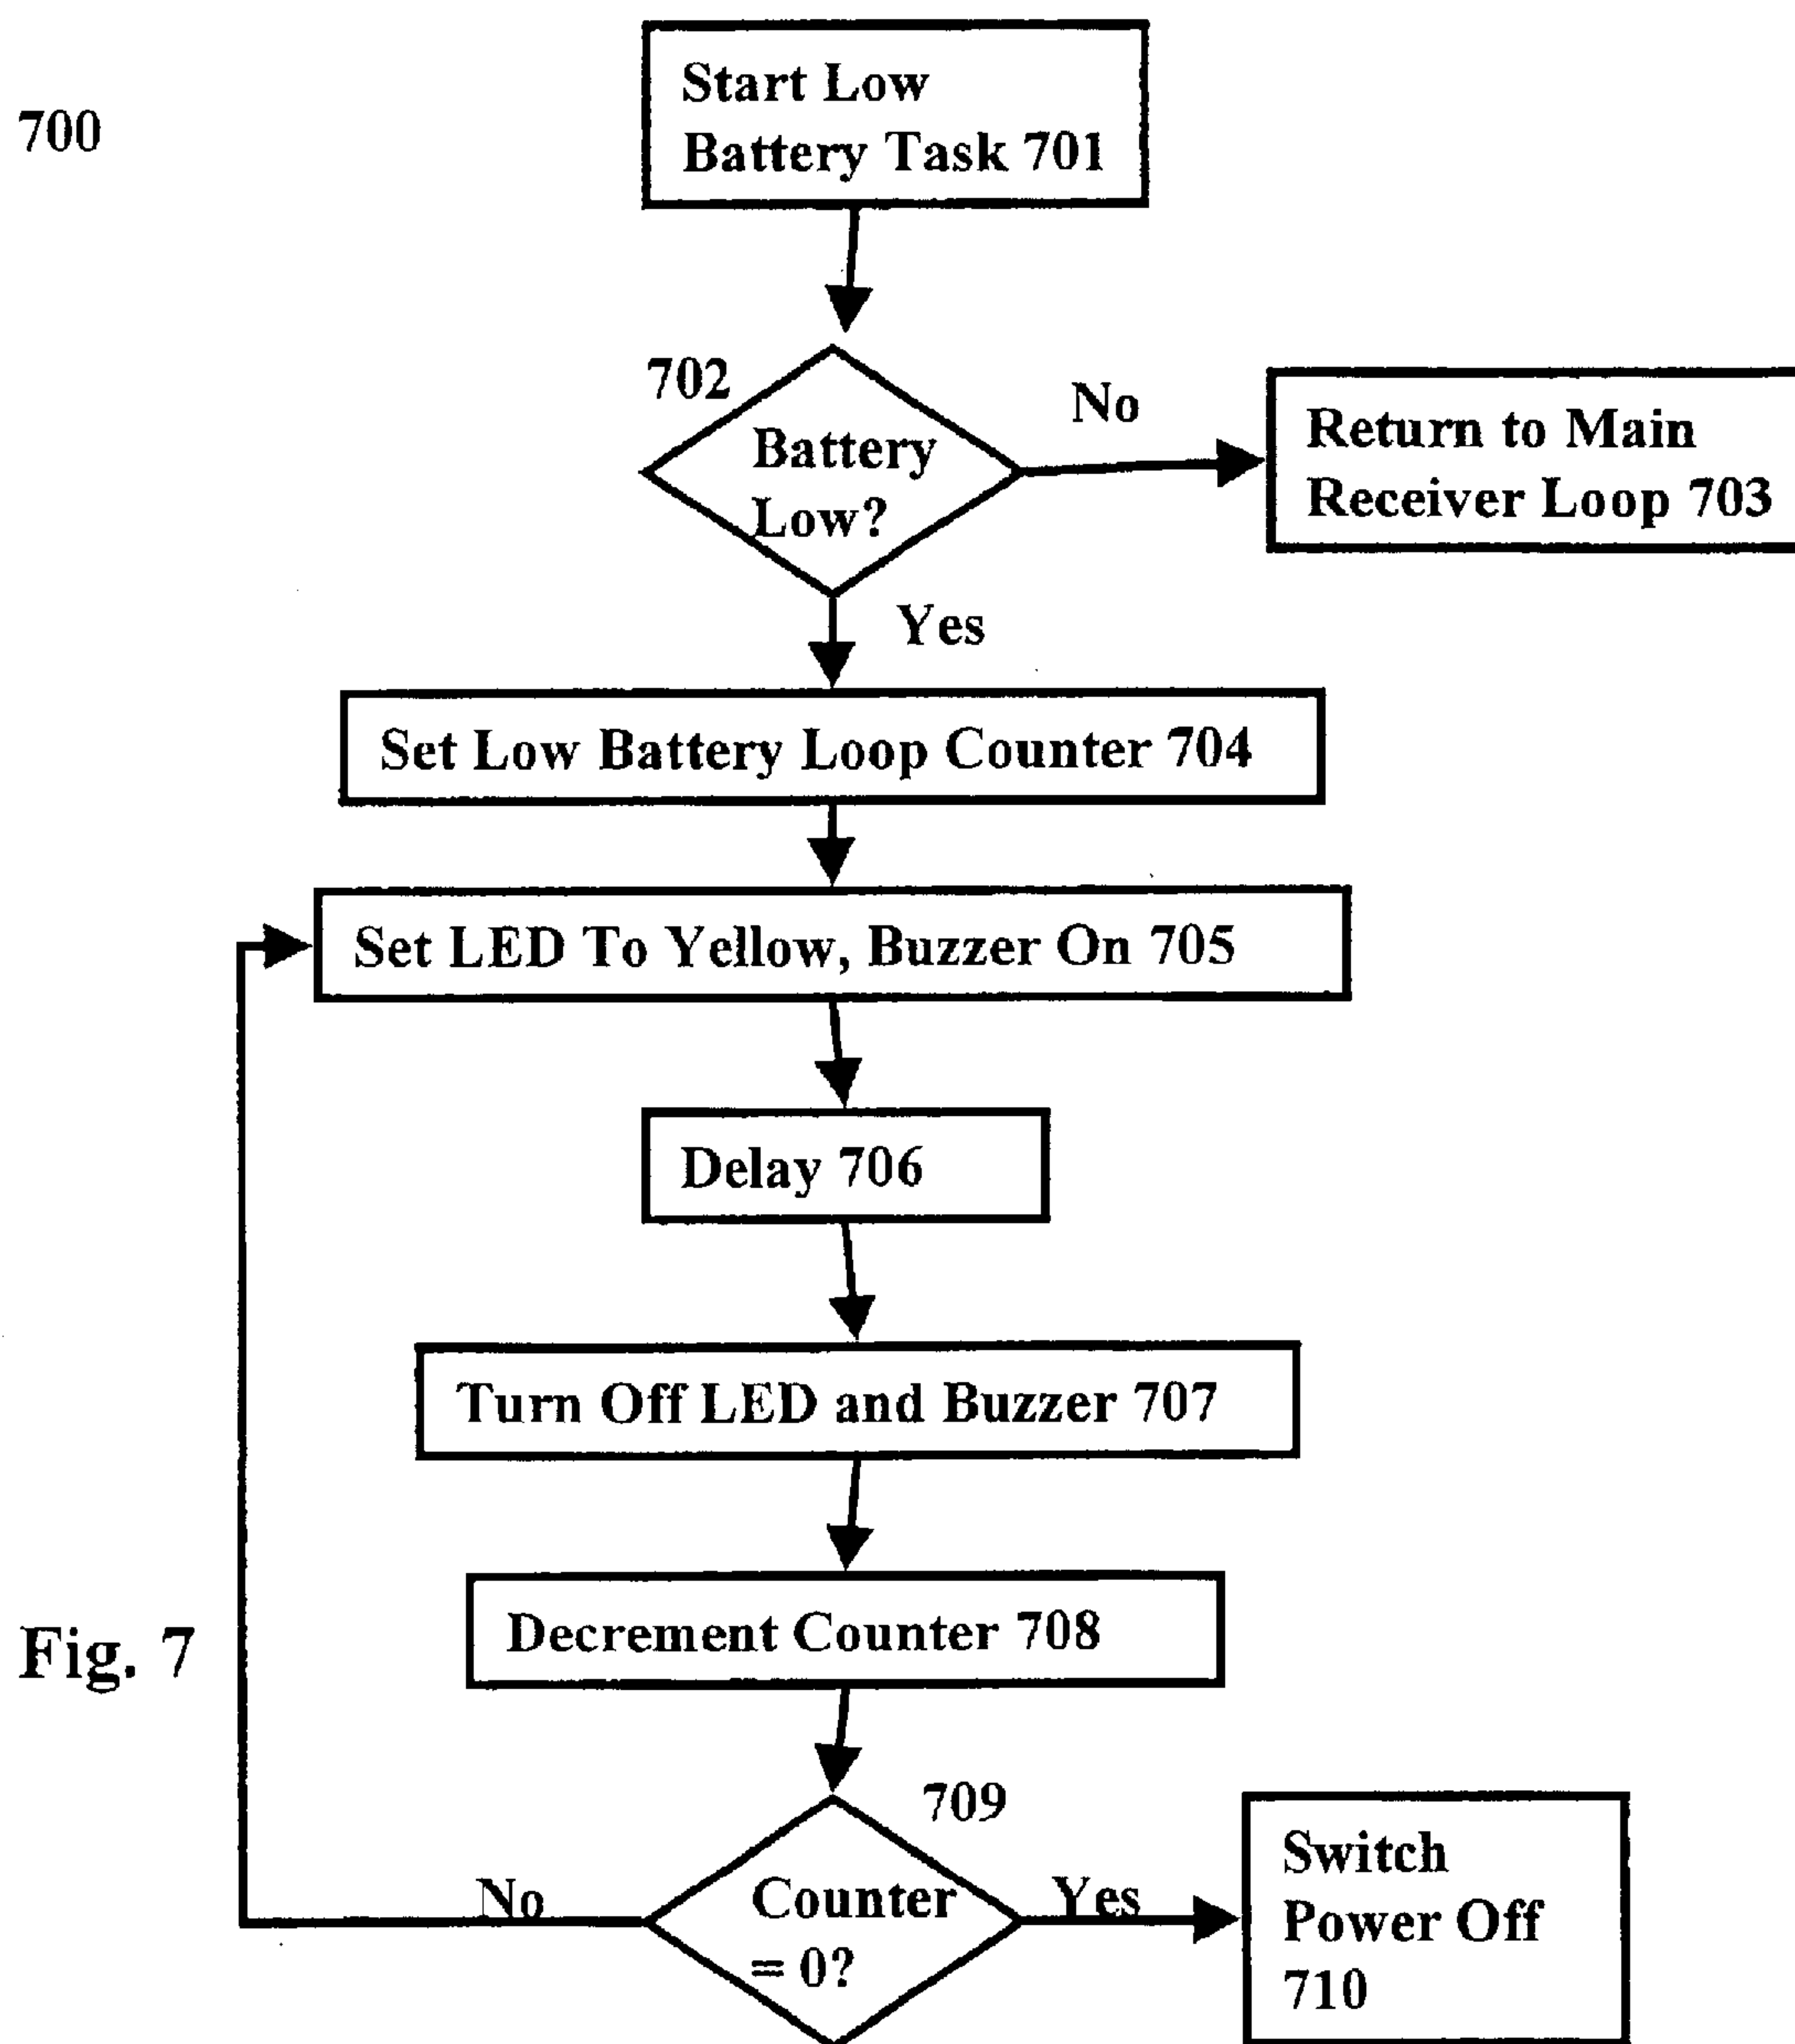 700
Start Low
Battery Task 701
702
Battery
Low?
No
Return to Main
Receiver Loop 703
Yes
Set Low Battery Loop Counter 704
Set LED To Yellow, Buzzer On 705
Delay 706
Turn Off LED and Buzzer 707
Decrement Counter 708
Fig. 7
709
No
Counter
= 0?
Yes
Switch
Power Off
710